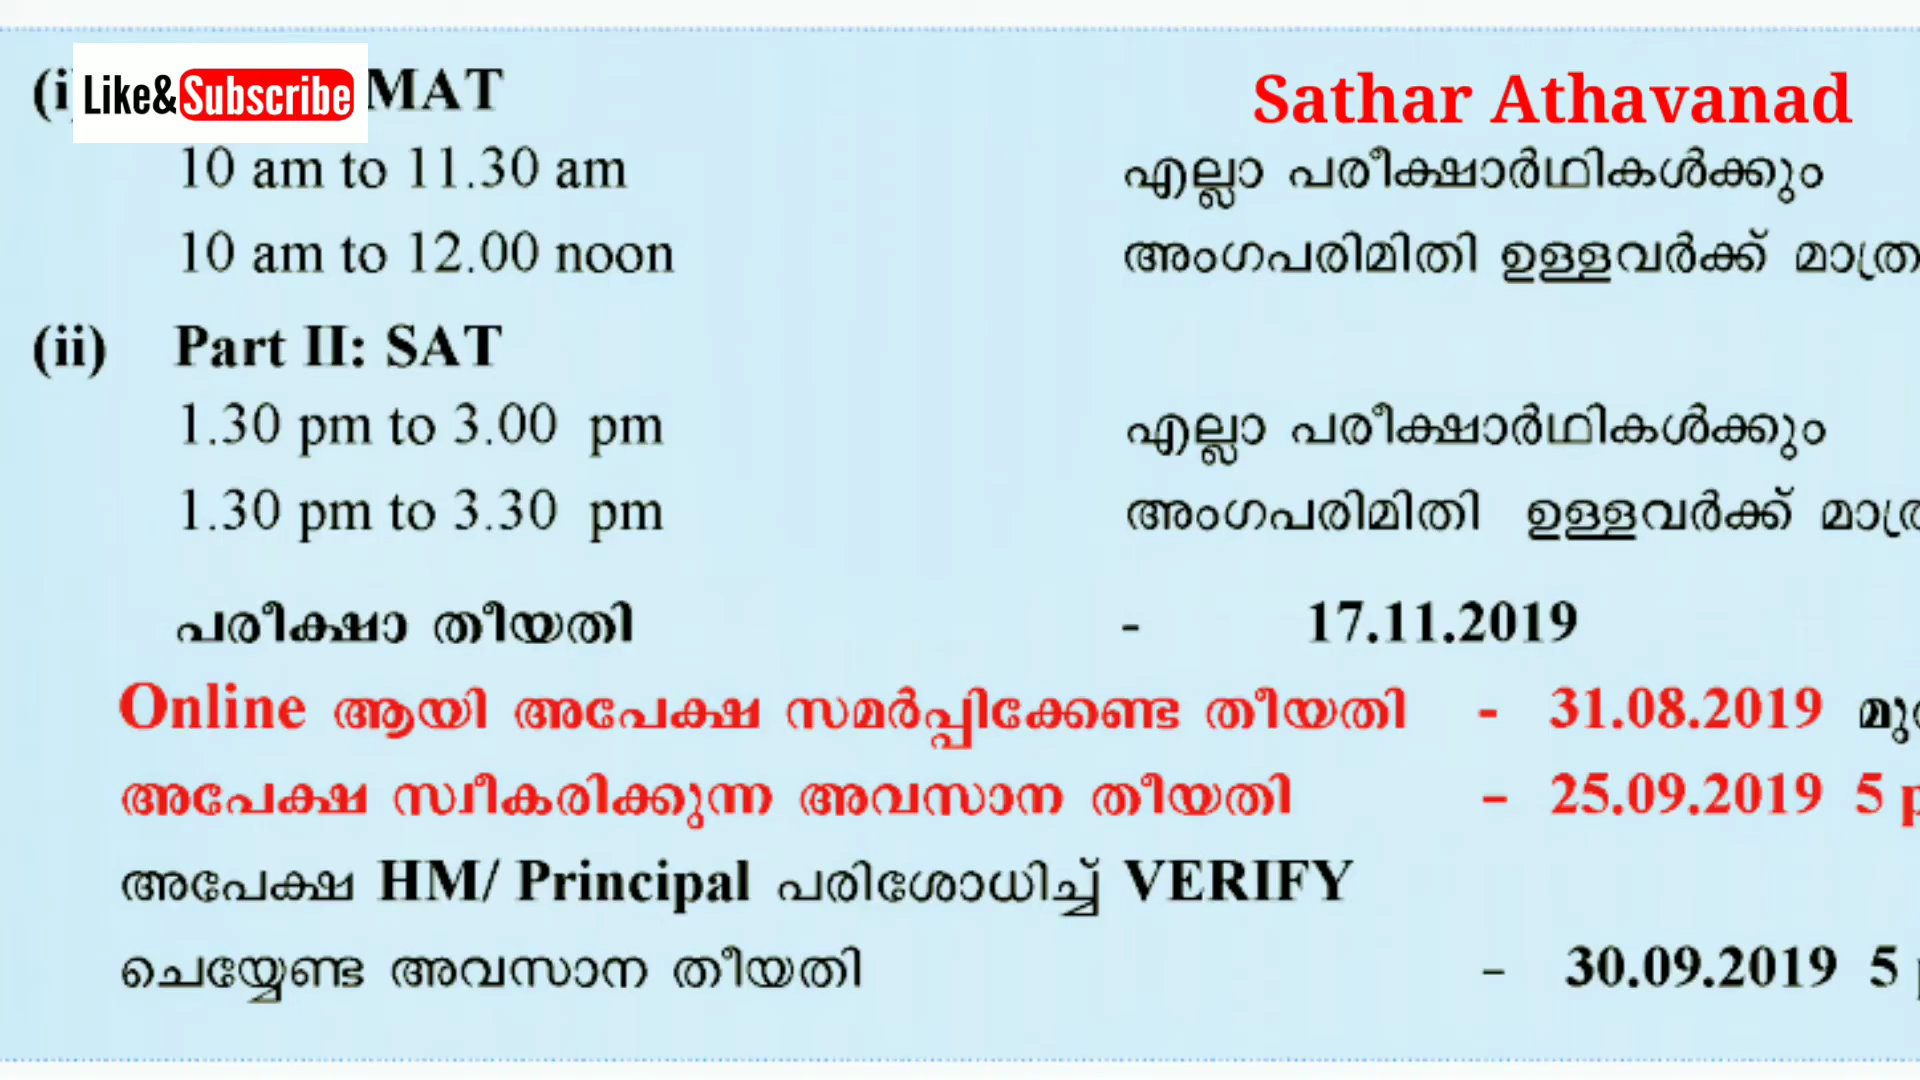 (i) Like& Subscribe MAT Sathar Athavanad
10 am to 11.30 am എല്ലാ പരീക്ഷാർഥികൾക്കും
10 am to 12.00 noon അംഗപരിമിതി ഉള്ളവർക്ക്
(ii) Part II: SAT
1.30 pm to 3.00 pm എല്ലാ പരീക്ഷാർഥികൾക്കും
1.30 pm to 3.30 pm അംഗപരിമിതി ഉള്ളവർക്ക്
പരീക്ഷാ തീയതി - 17.11.2019
Online ആയി അപേക്ഷ സമർപ്പിക്കേണ്ട തീയതി - 31.08.2019
അപേക്ഷ സ്വീകരിക്കുന്ന അവസാന തീയതി – 25.09.2019 5
അപേക്ഷ HM/ Principal പരിശോധിച്ച് VERIFY
ചെയ്യേണ്ട അവസാന തീയതി – 30.09.2019 5